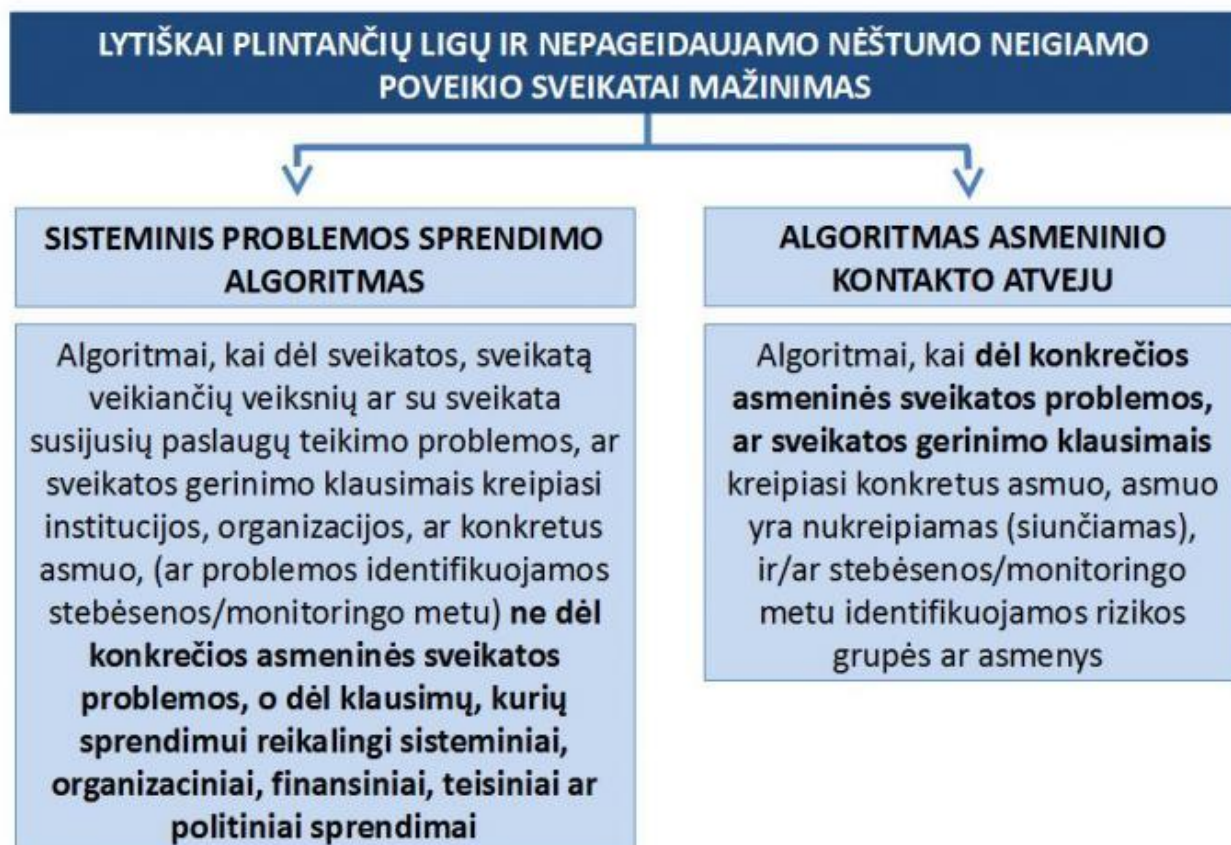 LYTIŠKAI PLINTANČIŲ LIGŲ IR NEPAGEIDAUJAMO NĖŠTUMO NEIGIAMO
POVEIKIO SVEIKATAI MAŽINIMAS
SISTEMINIS PROBLEMOS SPRENDIMO
ALGORITMAS
Algoritmai, kai dėl sveikatos, sveikatą
veikiančių veiksnių ar su sveikata
susijusių paslaugų teikimo problemos, ar
sveikatos gerinimo klausimais kreipiasi
institucijos, organizacijos, ar konkretus
asmuo, (ar problemos identifikuojamos
stebėsenos/monitoringo metu) ne dėl
konkrečios asmeninės sveikatos
problemos, o dėl klausimų, kurių
sprendimui reikalingi sisteminiai,
organizaciniai, finansiniai, teisiniai ar
politiniai sprendimai
ALGORITMAS ASMENINIO
KONTAKTO ATVEJU
Algoritmai, kai dėl konkrečios
asmeninės sveikatos problemos,
ar sveikatos gerinimo klausimais
kreipiasi konkretus asmuo, asmuo
yra nukreipiamas (siunčiamas),
ir/ar stebėsenos/monitoringo
metu identifikuojamos rizikos
grupės ar asmenys